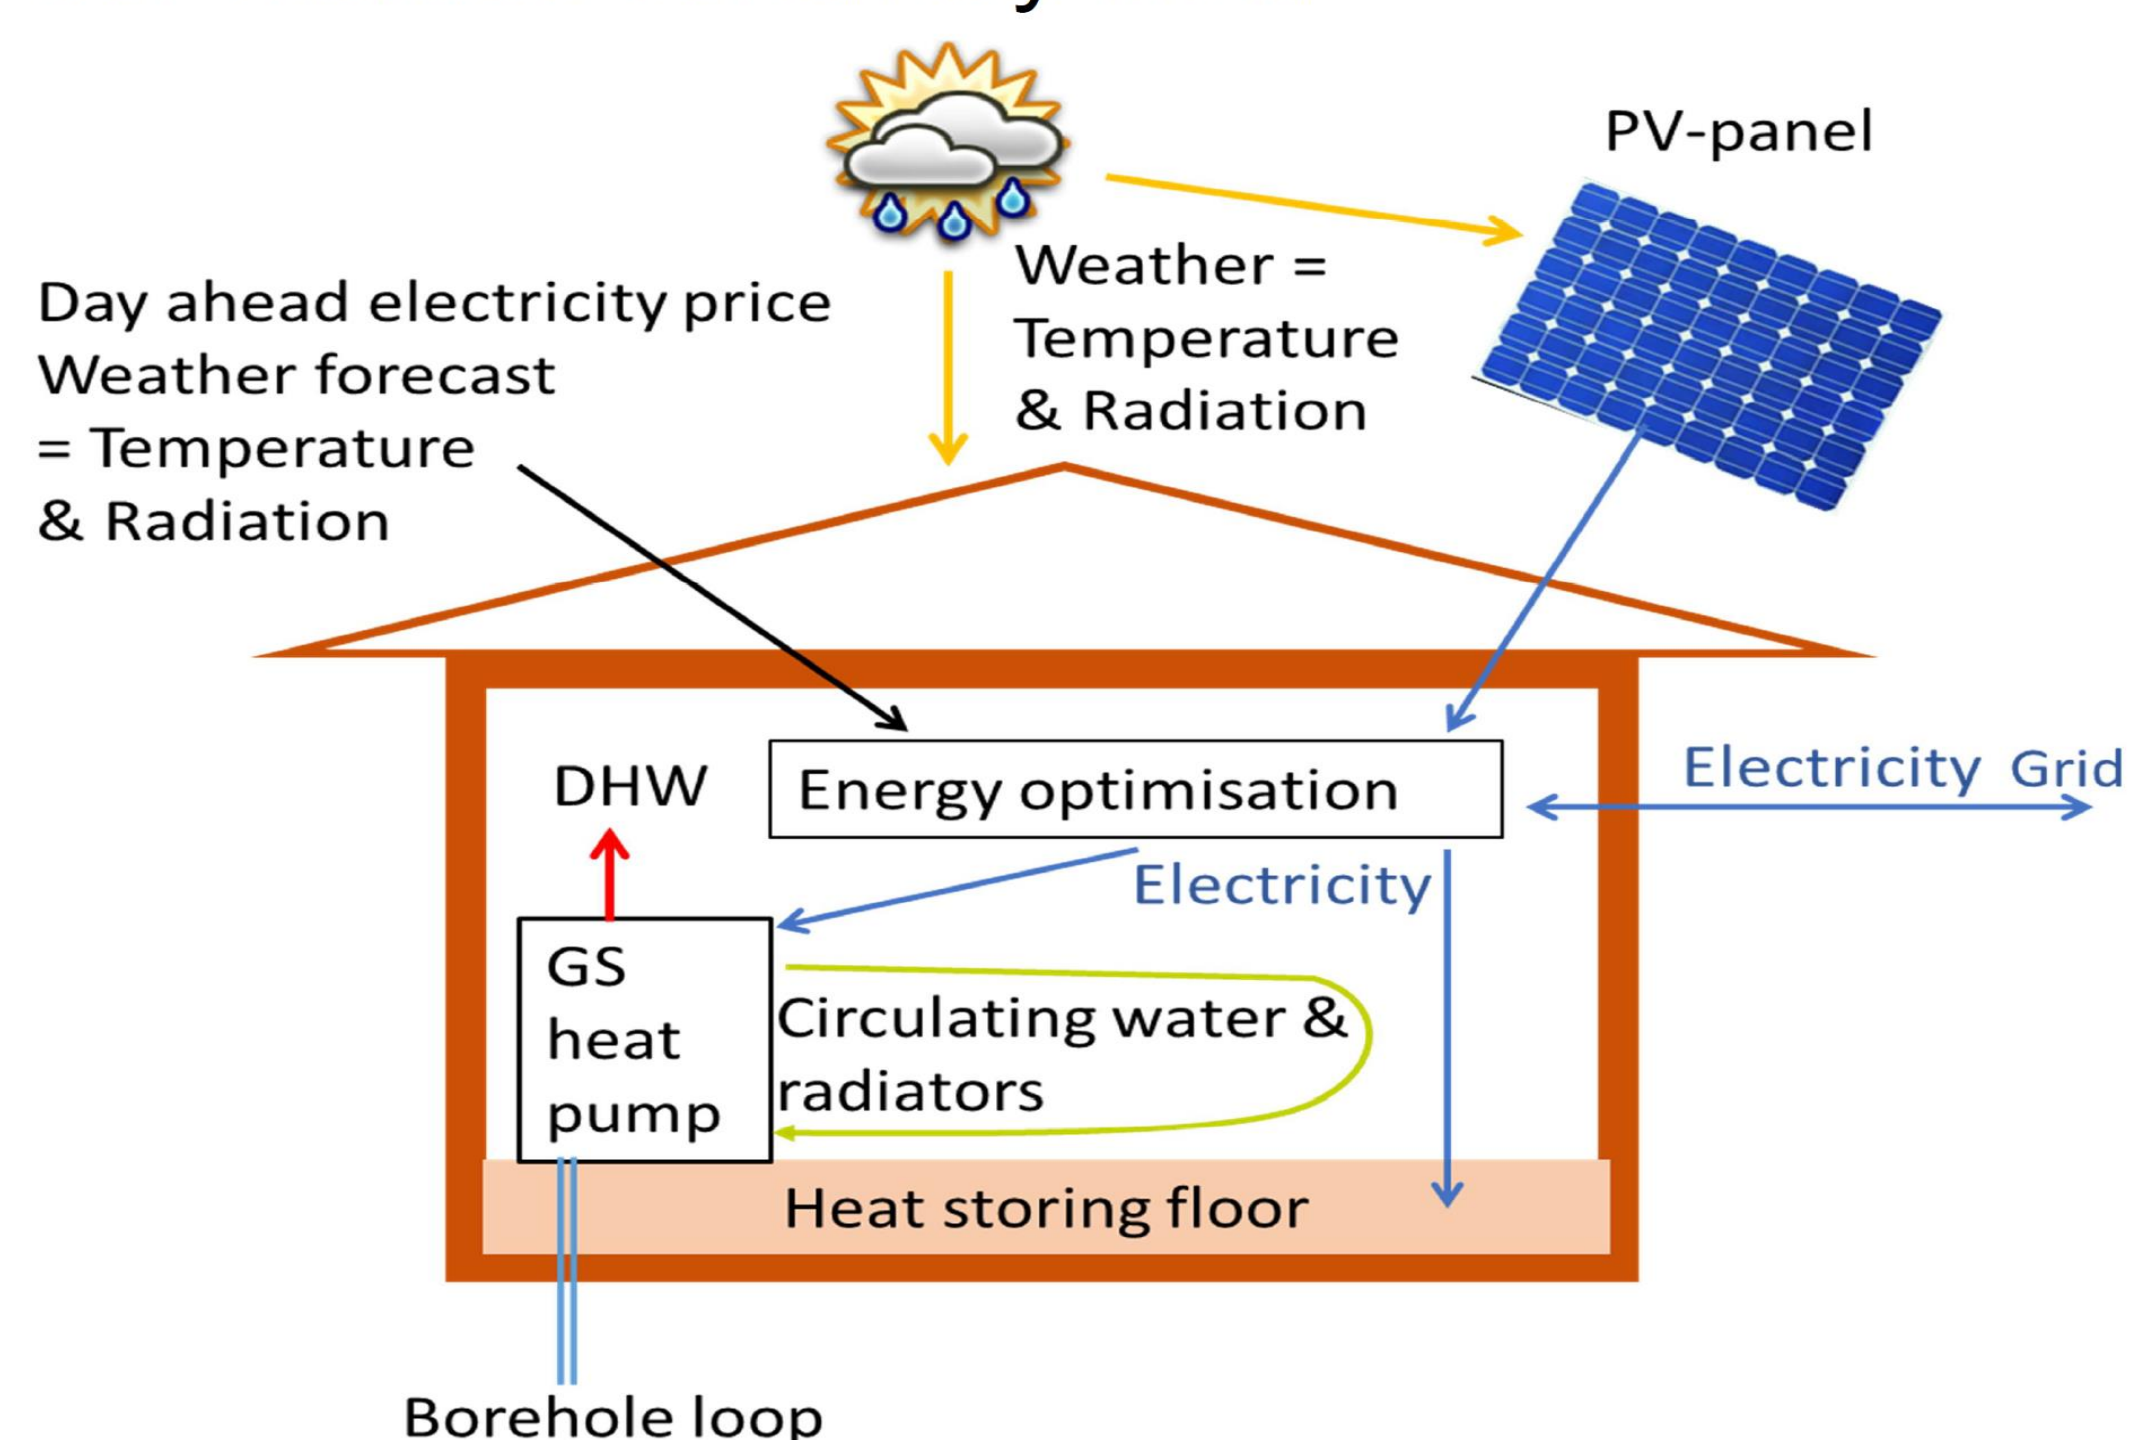 PV-panel
Weather =
Temperature
& Radiation
Day ahead electricity price
Weather forecast
= Temperature
& Radiation
Electricity Grid
DHW
Energy optimisation
Electricity
GS
heat
pump
Circulating water &
radiators
Heat storing floor
Borehole loop